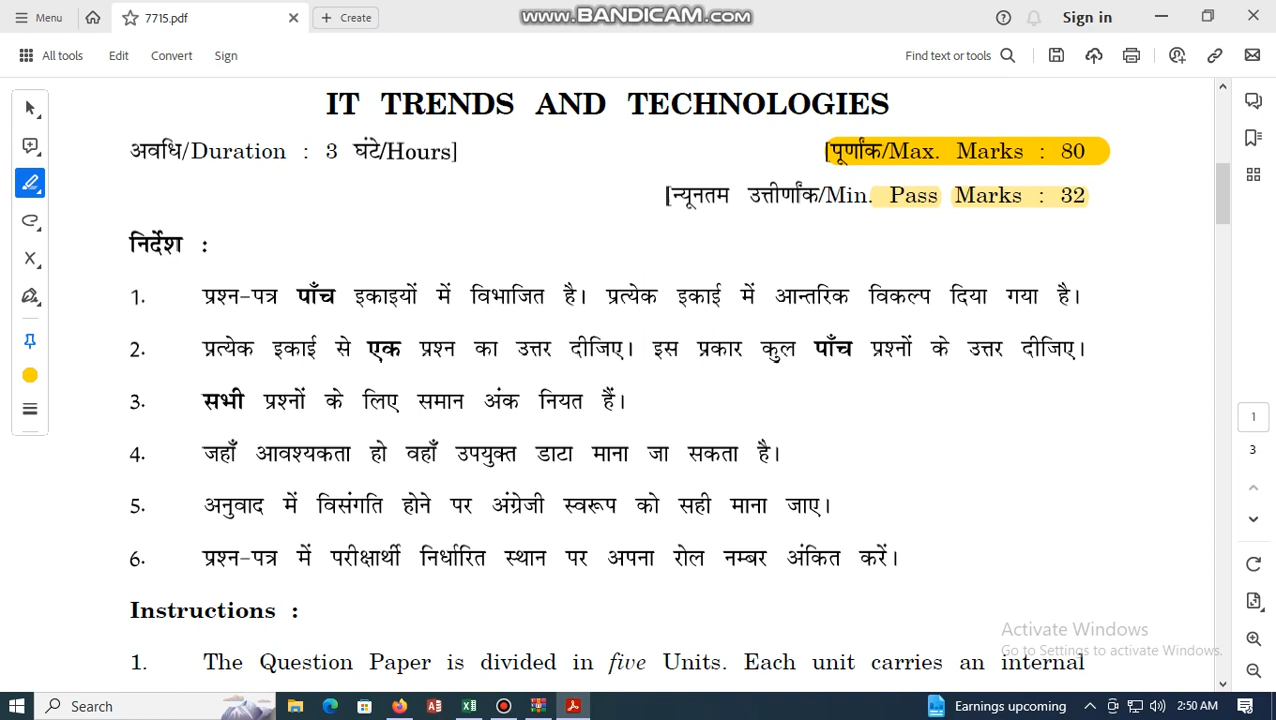 Menu
7715.pdf
Create
www.BANDICAM.com
Sign in
All tools
Edit
Convert
Sign
Find text or tools
IT TRENDS AND TECHNOLOGIES
अवधि/Duration : 3 घंटे/Hours]
[पूर्णांक/Max. Marks : 80
[न्यूनतम उत्तीर्णांक/Min. Pass Marks : 32
निर्देश :
1. प्रश्न-पत्र पाँच इकाइयों में विभाजित है। प्रत्येक इकाई में आन्तरिक विकल्प दिया गया है।
2. प्रत्येक इकाई से एक प्रश्न का उत्तर दीजिए। इस प्रकार कुल पाँच प्रश्नों के उत्तर दीजिए।
3. सभी प्रश्नों के लिए समान अंक नियत हैं।
4. जहाँ आवश्यकता हो वहाँ उपयुक्त डाटा माना जा सकता है।
5. अनुवाद में विसंगति होने पर अंग्रेजी स्वरूप को सही माना जाए।
6. प्रश्न-पत्र में परीक्षार्थी निर्धारित स्थान पर अपना रोल नम्बर अंकित करें।
Instructions :
1. The Question Paper is divided in five Units. Each unit carries an internal
1
3
Activate Windows
Go to Settings to activate Windows.
Search
Earnings upcoming
2:50 AM